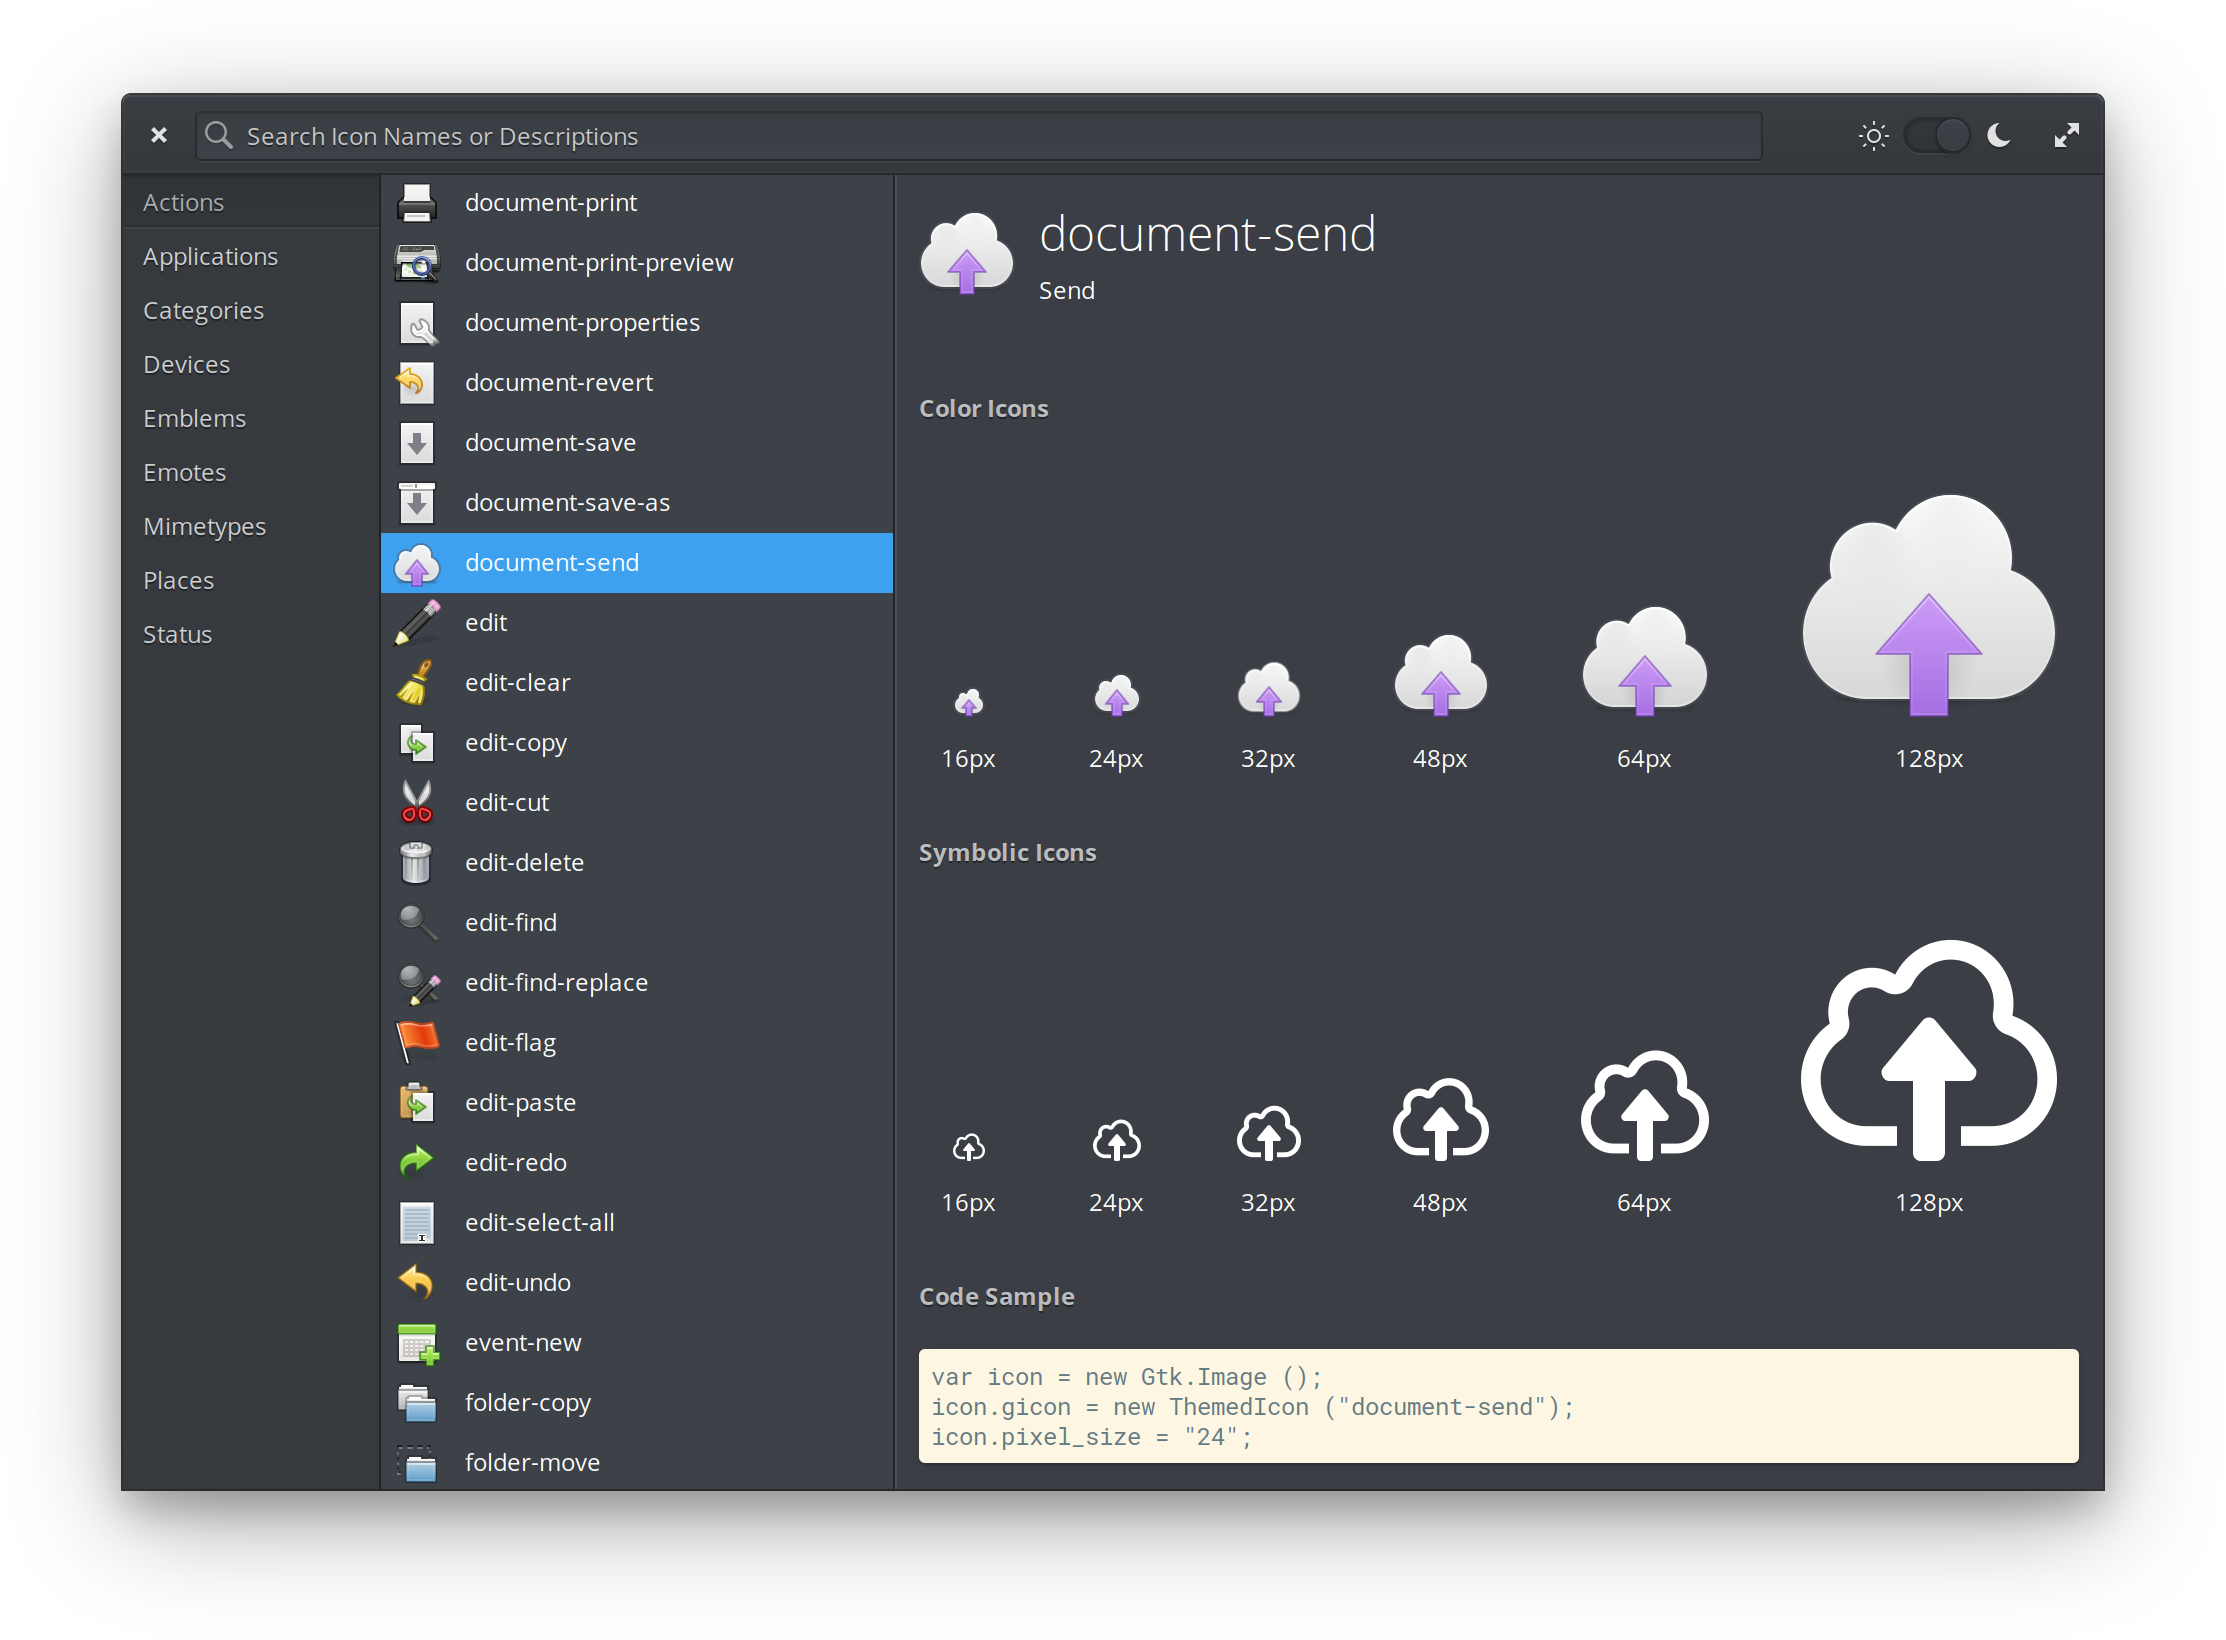 Search Icon Names or Descriptions
Actions
Applications
Categories
Devices
Emblems
Emotes
Mimetypes
Places
Status
document-print
document-print-preview
document-properties
document-revert
document-save
document-save-as
document-send
edit
edit-clear
edit-copy
edit-cut
edit-delete
edit-find
edit-find-replace
edit-flag
edit-paste
edit-redo
edit-select-all
edit-undo
event-new
folder-copy
folder-move
document-send
Send
Color Icons
16px 24px 32px 48px 64px 128px
Symbolic Icons
16px 24px 32px 48px 64px 128px
Code Sample
var icon = new Gtk.Image ();
icon.gicon = new ThemedIcon ("document-send");
icon.pixel_size = "24";